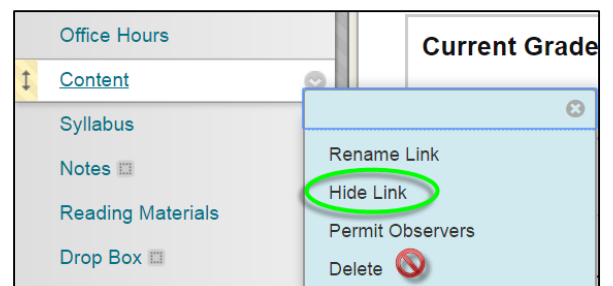 Office Hours
Content
Syllabus
Notes
Reading Materials
Drop Box
Current Grade
Rename Link
Hide Link
Permit Observers
Delete